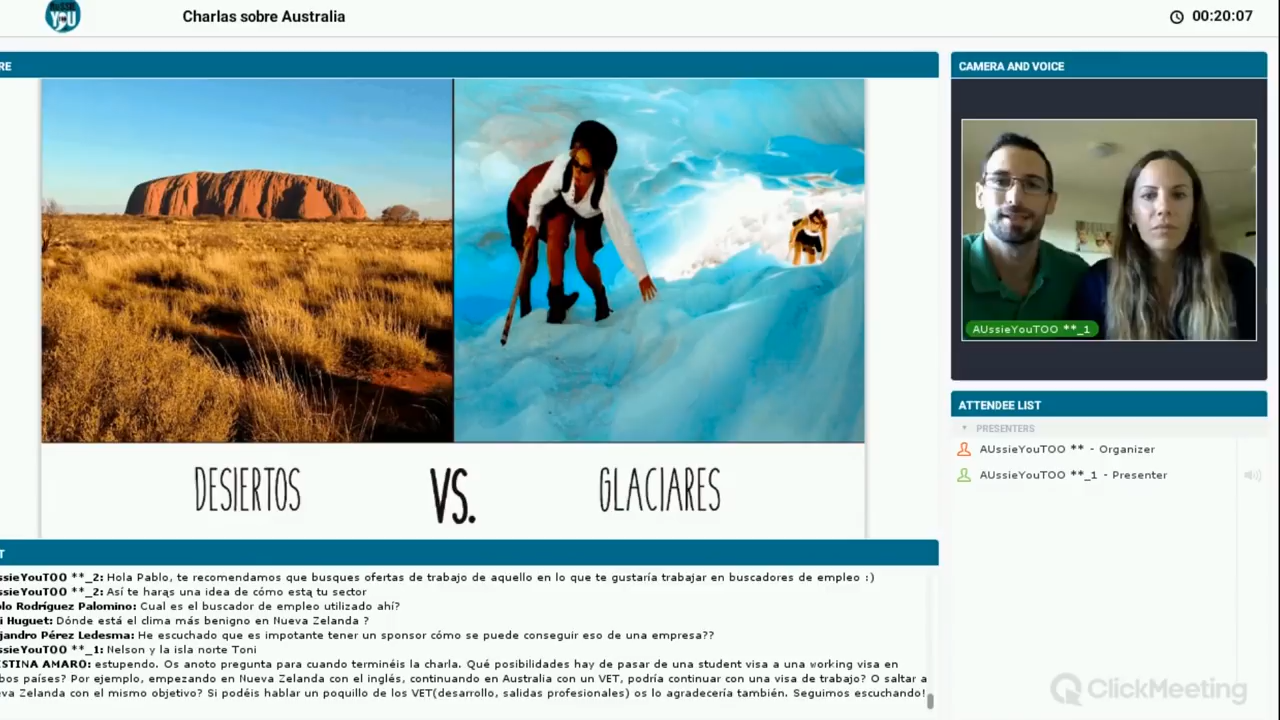 YOU
Charlas sobre Australia
00:20:07
RE
CAMERA AND VOICE
AUssieYouTOO **_1
DESIERTOS
VS.
GLACIARES
ATTENDEE LIST
PRESENTERS
AUssieYouTOO ** - Organizer
AUssieYouTOO **_1 - Presenter
T
ssieYouTOO **_2: Hola Pablo, te recomendamos que busques ofertas de trabajo de aquello en lo que te gustaría trabajar en buscadores de empleo :)
ssieYouTOO **_2: Así te harąs una idea de cómo estą tu sector
lo Rodríguez Palomino: Cual es el buscador de empleo utilizado ahí?
i Huguet: Dónde está el clima más benigno en Nueva Zelanda ?
jandro Pérez Ledesma: He escuchado que es impotante tener un sponsor cómo se puede conseguir eso de una empresa??
ssieYouTOO **_1: Nelson y la isla norte Toni
STINA AMARO: estupendo. Os anoto pregunta para cuando terminéis la charla. Qué posibilidades hay de pasar de una student visa a una working visa en
bos países? Por ejemplo, empezando en Nueva Zelanda con el inglés, continuando en Australia con un VET, podría continuar con una visa de trabajo? O saltar a
va Zelanda con el mismo objetivo? Si podéis hablar un poquillo de los VET(desarrollo, salidas profesionales) os lo agradecería también. Seguimos escuchando!
ClickMeeting